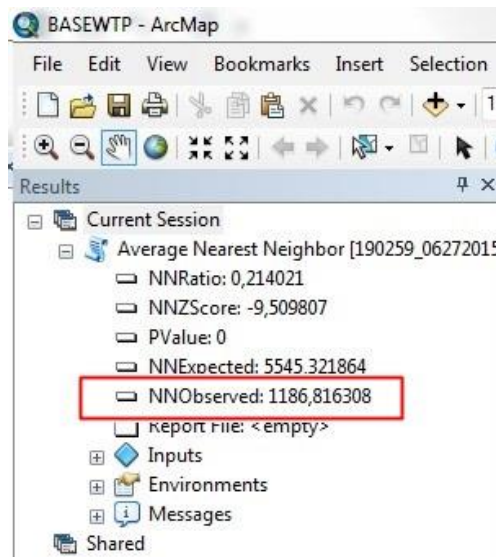 BASEWTP - ArcMap
File Edit View Bookmarks Insert Selection
1
Results
Current Session
Average Nearest Neighbor [190259_06272015
NNRatio: 0,214021
NNZScore: -9,509807
PValue: 0
NNExpected: 5545.321864
NNObserved: 1186,816308
Report File: <empty>
Inputs
Environments
Messages
Shared